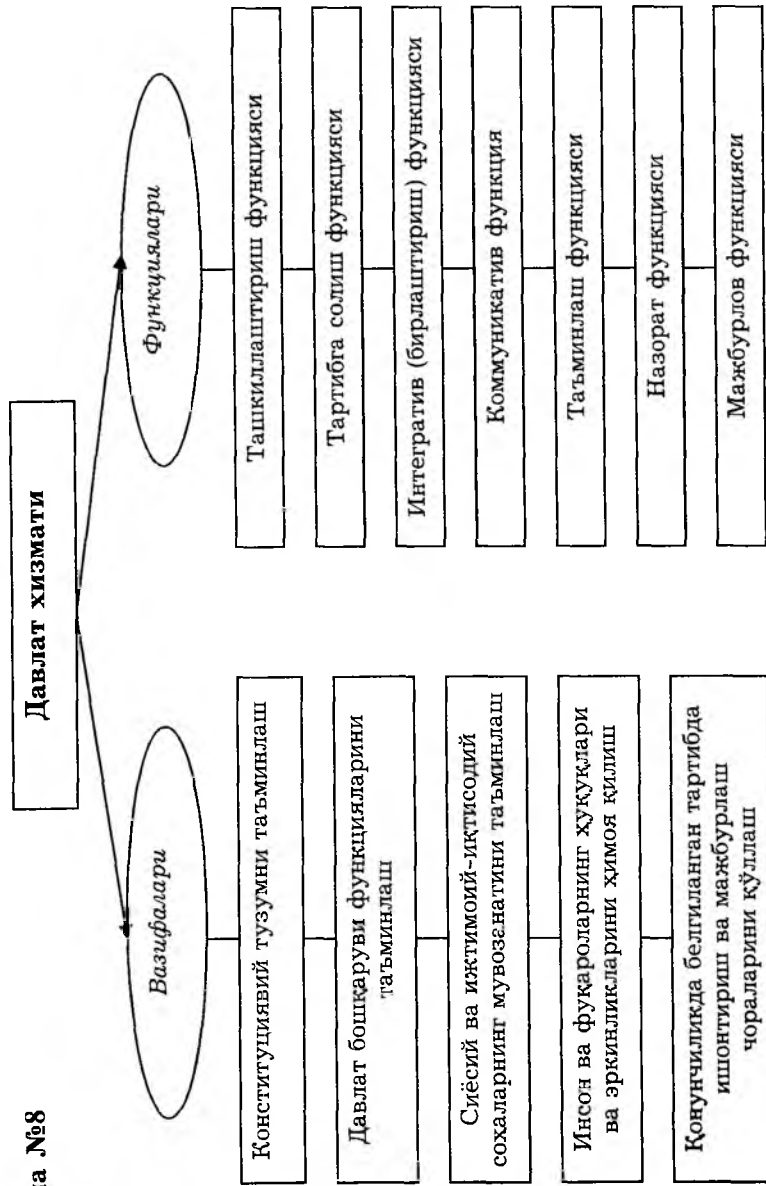 на №8
Давлат хизмати
Вазифалари
Конституциявий тузумни таъминлаш
Давлат бошқаруви функцияларини
таъминлаш
Сиёсий ва ижтимоий-иқтисодий
соҳаларнинг мувозанатини таъминлаш
Инсон ва фуқароларнинг ҳуқуқлари
ва эркинликларини ҳимоя қилиш
Қонунчиликда белгиланган тартибда
ишонтириш ва мажбурлаш
чораларини қўллаш
Функциялари
Ташкиллаштириш функцияси
Тартибга солиш функцияси
Интегратив (бирлаштириш) функцияси
Коммуникатив функция
Таъминлаш функцияси
Назорат функцияси
Мажбурлов функцияси